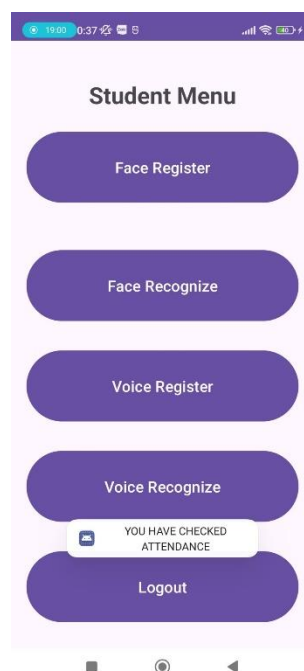 19:00 0:37
Student Menu
Face Register
Face Recognize
Voice Register
Voice Recognize
YOU HAVE CHECKED
ATTENDANCE
Logout